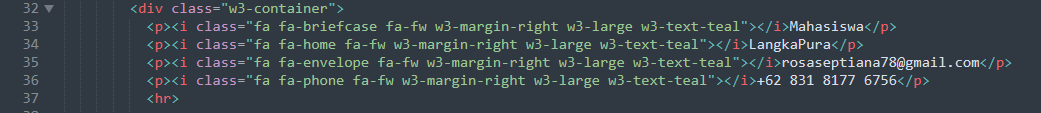 32 <div class="w3-container">
33 <p><i class="fa fa-briefcase fa-fw w3-margin-right w3-large w3-text-teal"></i>Mahasiswa</p>
34 <p><i class="fa fa-home fa-fw w3-margin-right w3-large w3-text-teal"></i>LangkaPura</p>
35 <p><i class="fa fa-envelope fa-fw w3-margin-right w3-large w3-text-teal"></i>rosaseptiana78@gmail.com</p>
36 <p><i class="fa fa-phone fa-fw w3-margin-right w3-large w3-text-teal"></i>+62 831 8177 6756</p>
37 <hr>